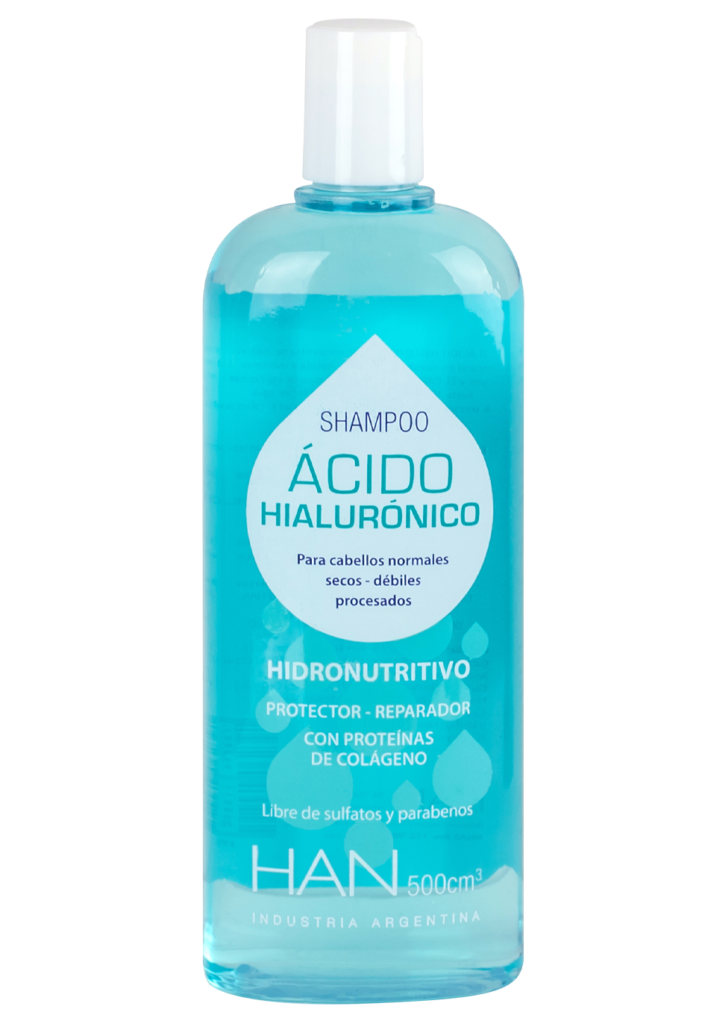 SHAMPOO
ÁCIDO
HIALURÓNICO
Para cabellos normales
secos - débiles
procesados
HIDRONUTRITIVO
PROTECTOR - REPARADOR
CON PROTEÍNAS
DE COLÁGENO
Libre de sulfatos y parabenos
HAN 500cm³
INDUSTRIA ARGENTINA